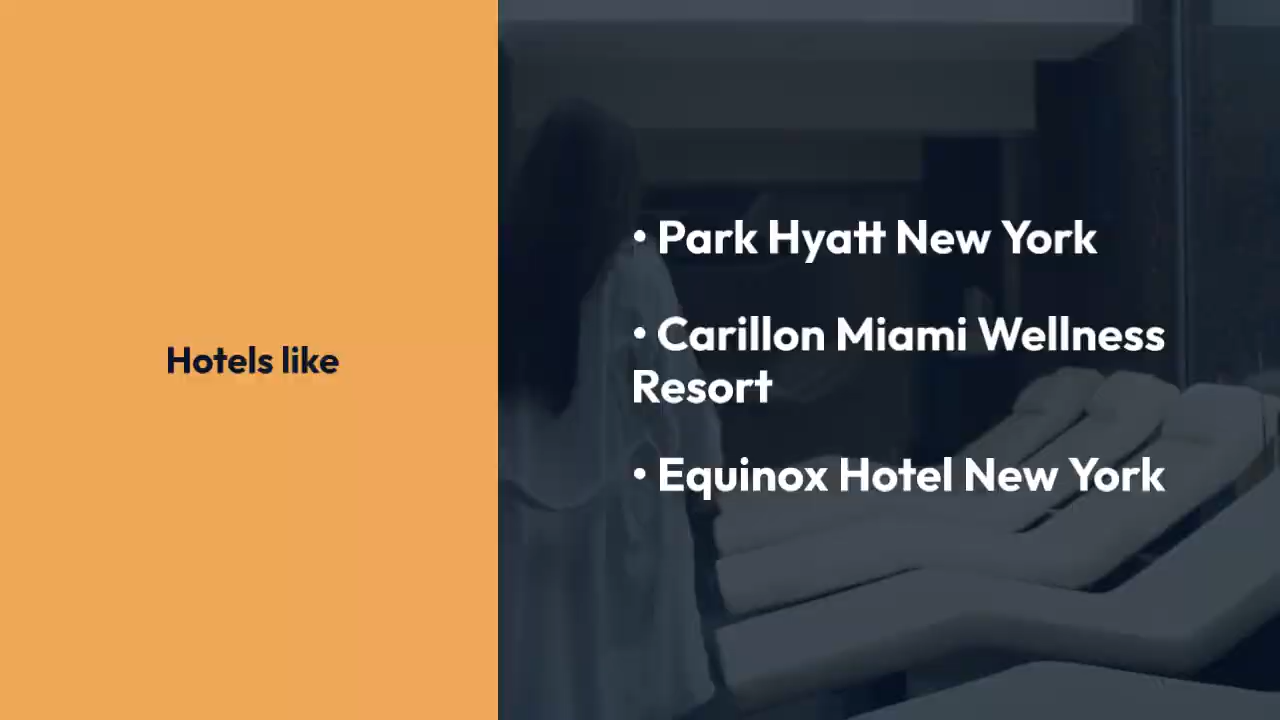 Hotels like
• Park Hyatt New York
• Carillon Miami Wellness
Resort
• Equinox Hotel New York